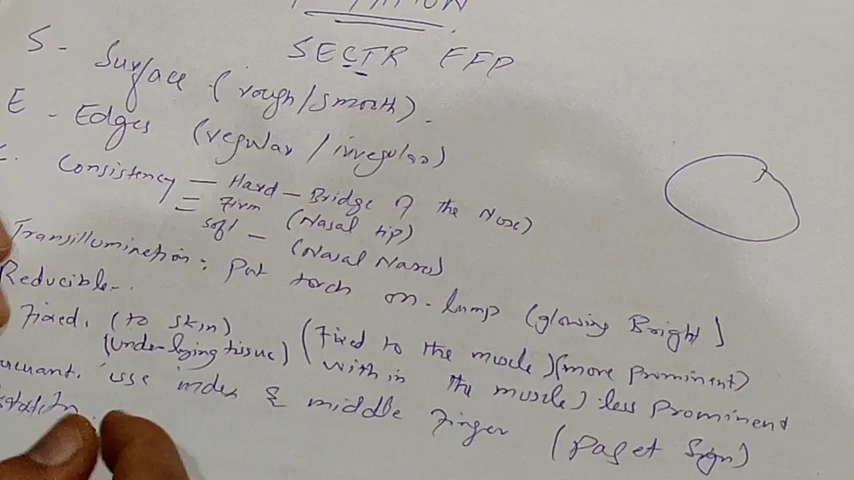 SECTR FFP
S - Surface (rough/smooth).
E - Edges (regular / irregular)
Consistency — Hard - Bridge of the Nose)
= Firm (Nasal tip)
Soft - (Nasal Nares)
Transillumination: Put torch on lump (glowing Bright)
Reducible..
Fixed. (to skin) (Fixed to the muscle) (more prominent)
(underlying tissue) with in the muscle) less prominent
use index & middle Finger (Paget Sign)